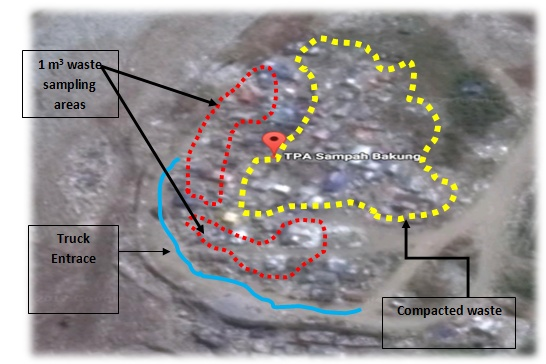 1 m³ waste
sampling
areas
TPA Sampah Bakung
Truck
Entrace
Compacted waste